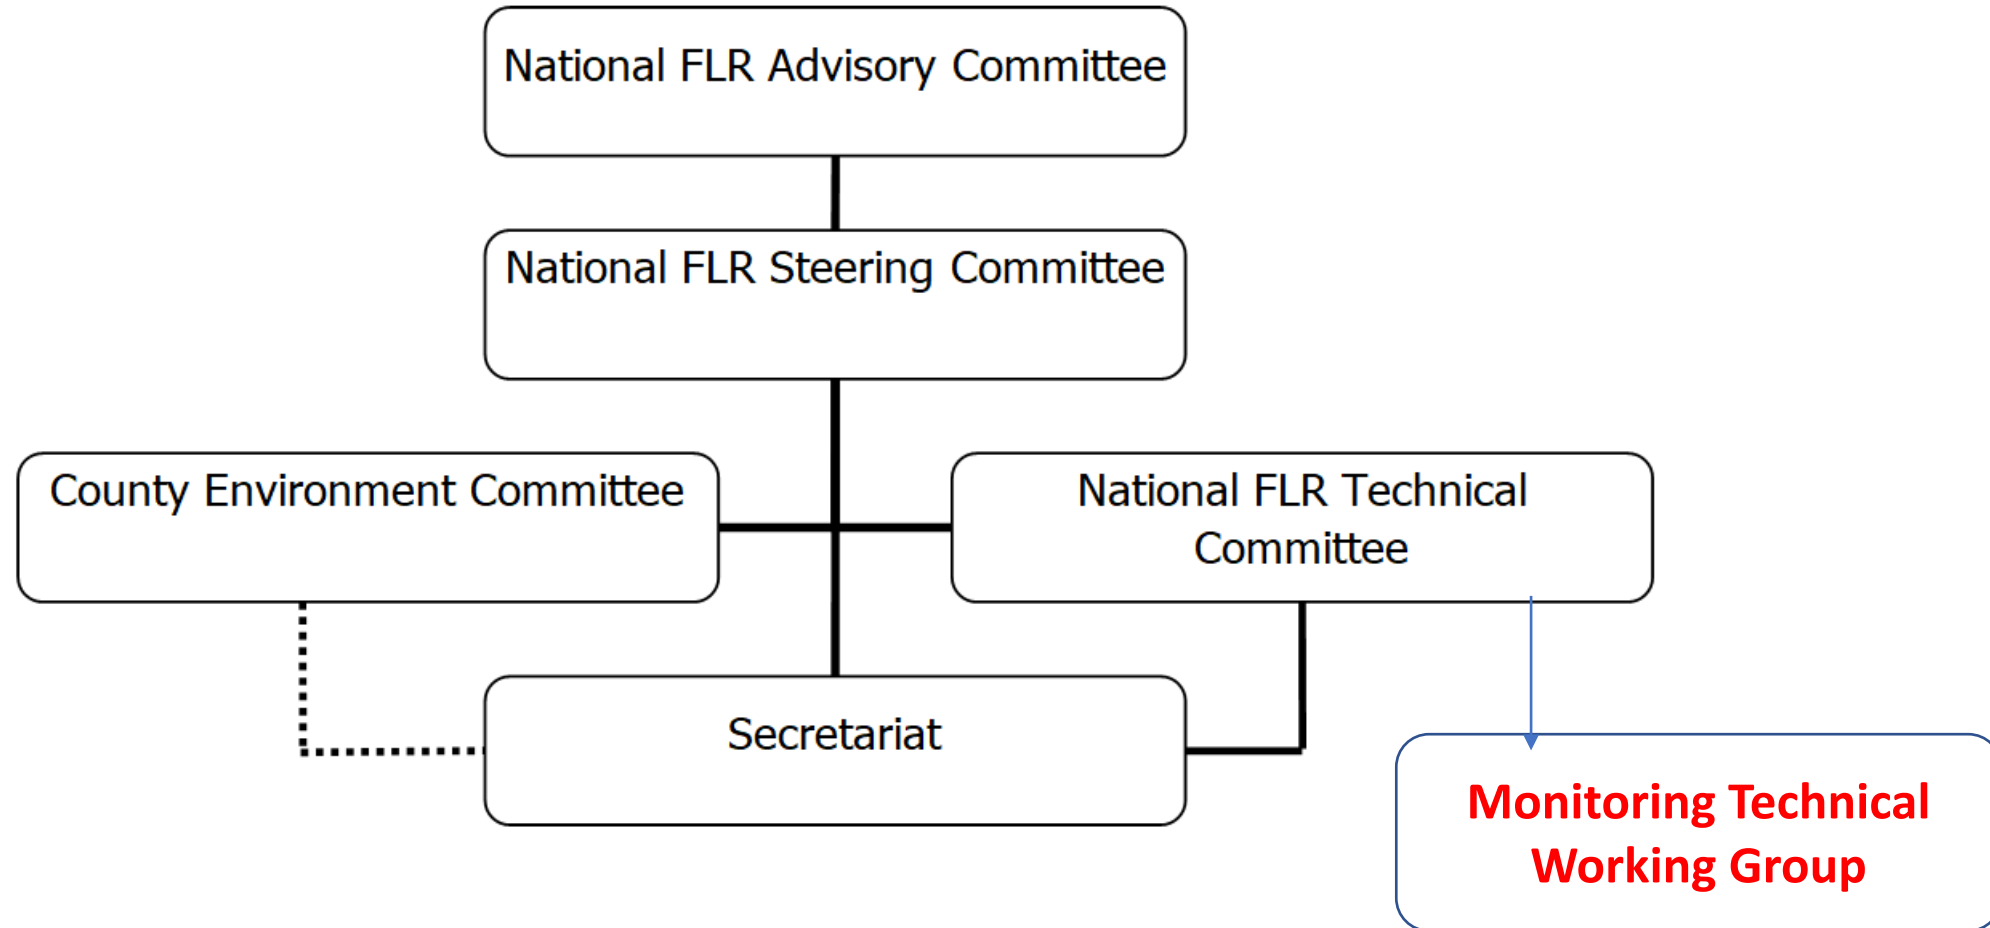 National FLR Advisory Committee
National FLR Steering Committee
County Environment Committee
National FLR Technical
Committee
Secretariat
Monitoring Technical
Working Group